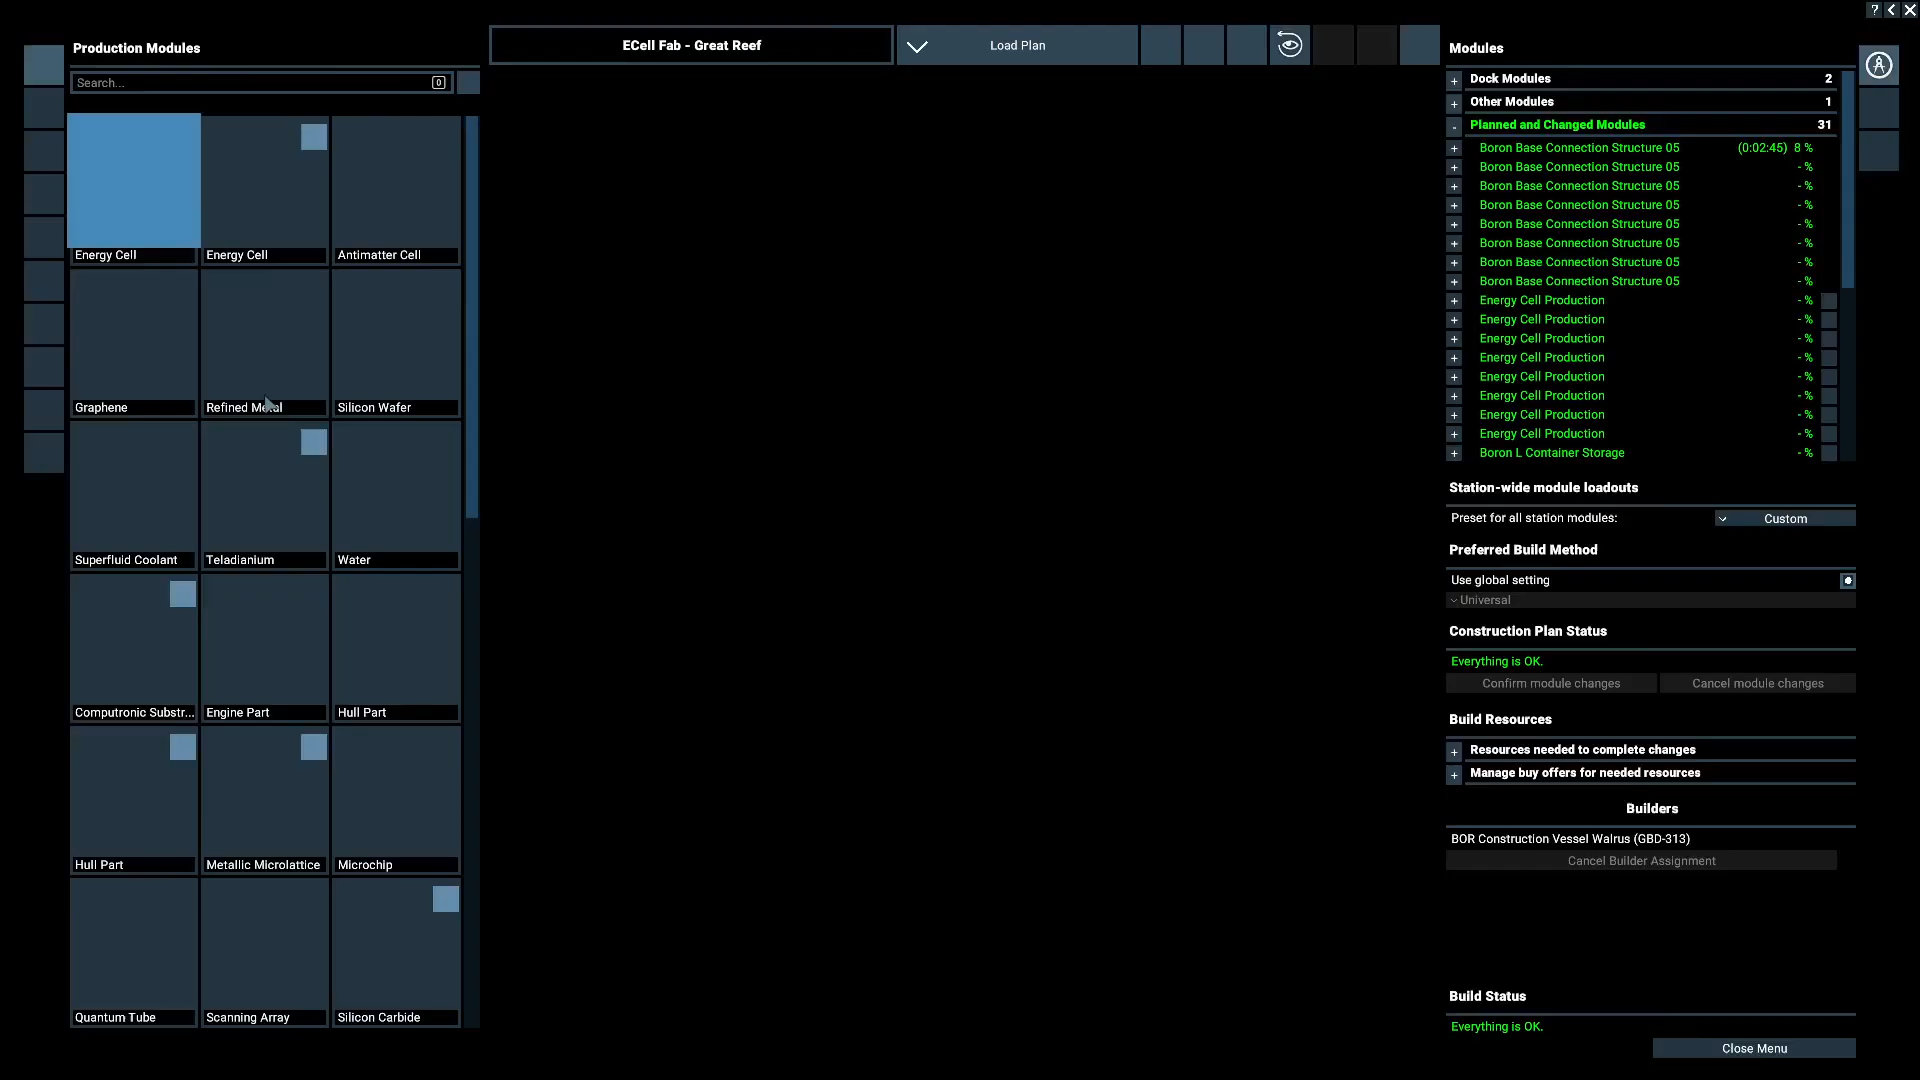 ?
Production Modules
Search...
0
Energy Cell
Energy Cell
Antimatter Cell
Graphene
Refined Metal
Silicon Wafer
Superfluid Coolant
Teladianium
Water
Computronic Substr...
Engine Part
Hull Part
Hull Part
Metallic Microlattice
Microchip
Quantum Tube
Scanning Array
Silicon Carbide
ECell Fab - Great Reef
Load Plan
Modules
+ Dock Modules 2
+ Other Modules 1
- Planned and Changed Modules 31
+ Boron Base Connection Structure 05 (0:02:45) 8 %
+ Boron Base Connection Structure 05 - %
+ Boron Base Connection Structure 05 - %
+ Boron Base Connection Structure 05 - %
+ Boron Base Connection Structure 05 - %
+ Boron Base Connection Structure 05 - %
+ Boron Base Connection Structure 05 - %
+ Boron Base Connection Structure 05 - %
+ Energy Cell Production - %
+ Energy Cell Production - %
+ Energy Cell Production - %
+ Energy Cell Production - %
+ Energy Cell Production - %
+ Energy Cell Production - %
+ Energy Cell Production - %
+ Energy Cell Production - %
+ Boron L Container Storage - %
Station-wide module loadouts
Preset for all station modules: Custom
Preferred Build Method
Use global setting
Universal
Construction Plan Status
Everything is OK.
Confirm module changes Cancel module changes
Build Resources
+ Resources needed to complete changes
+ Manage buy offers for needed resources
Builders
BOR Construction Vessel Walrus (GBD-313)
Cancel Builder Assignment
Build Status
Everything is OK.
Close Menu